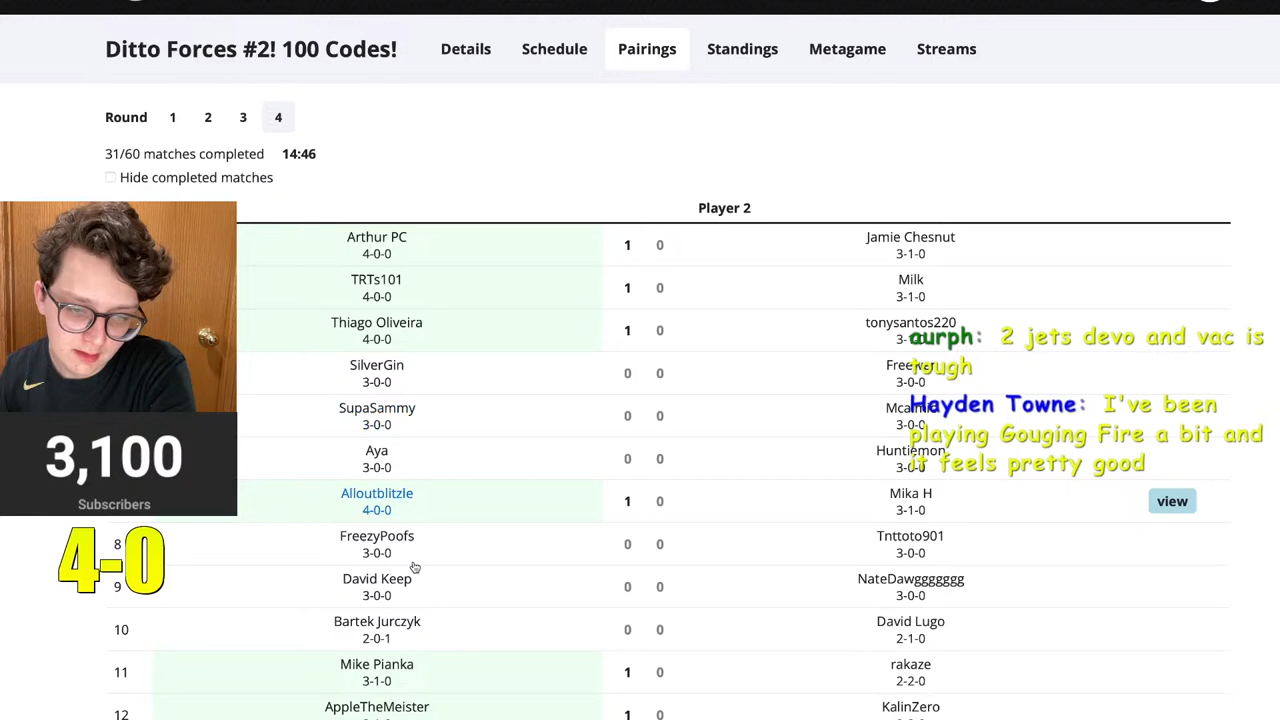 Ditto Forces #2! 100 Codes! Details Schedule Pairings Standings Metagame Streams
Round 1 2 3 4
31/60 matches completed 14:46
Hide completed matches
Player 2
Arthur PC 1 0 Jamie Chesnut
4-0-0 3-1-0
TRTs101 1 0 Milk
4-0-0 3-1-0
Thiago Oliveira 1 0 tonysantos220
4-0-0
SilverGin 0 0
3-0-0 3-0-0
SupaSammy 0 0
3-0-0 3-0-0
Aya 0 0 Huntiemon
3-0-0
Alloutblitzle 1 0 Mika H view
4-0-0 3-1-0
8 FreezyPoofs 0 0 Tnttoto901
3-0-0 3-0-0
9 David Keep 0 0 NateDawggggggg
3-0-0 3-0-0
10 Bartek Jurczyk 0 0 David Lugo
2-0-1 2-1-0
11 Mike Pianka 1 0 rakaze
3-1-0 2-2-0
12 AppleTheMeister 1 0 KalinZero
aurph: 2 jets devo and vac is
tough
Hayden Towne: I've been
playing Gouging Fire a bit and
it feels pretty good
3,100
Subscribers
4-0